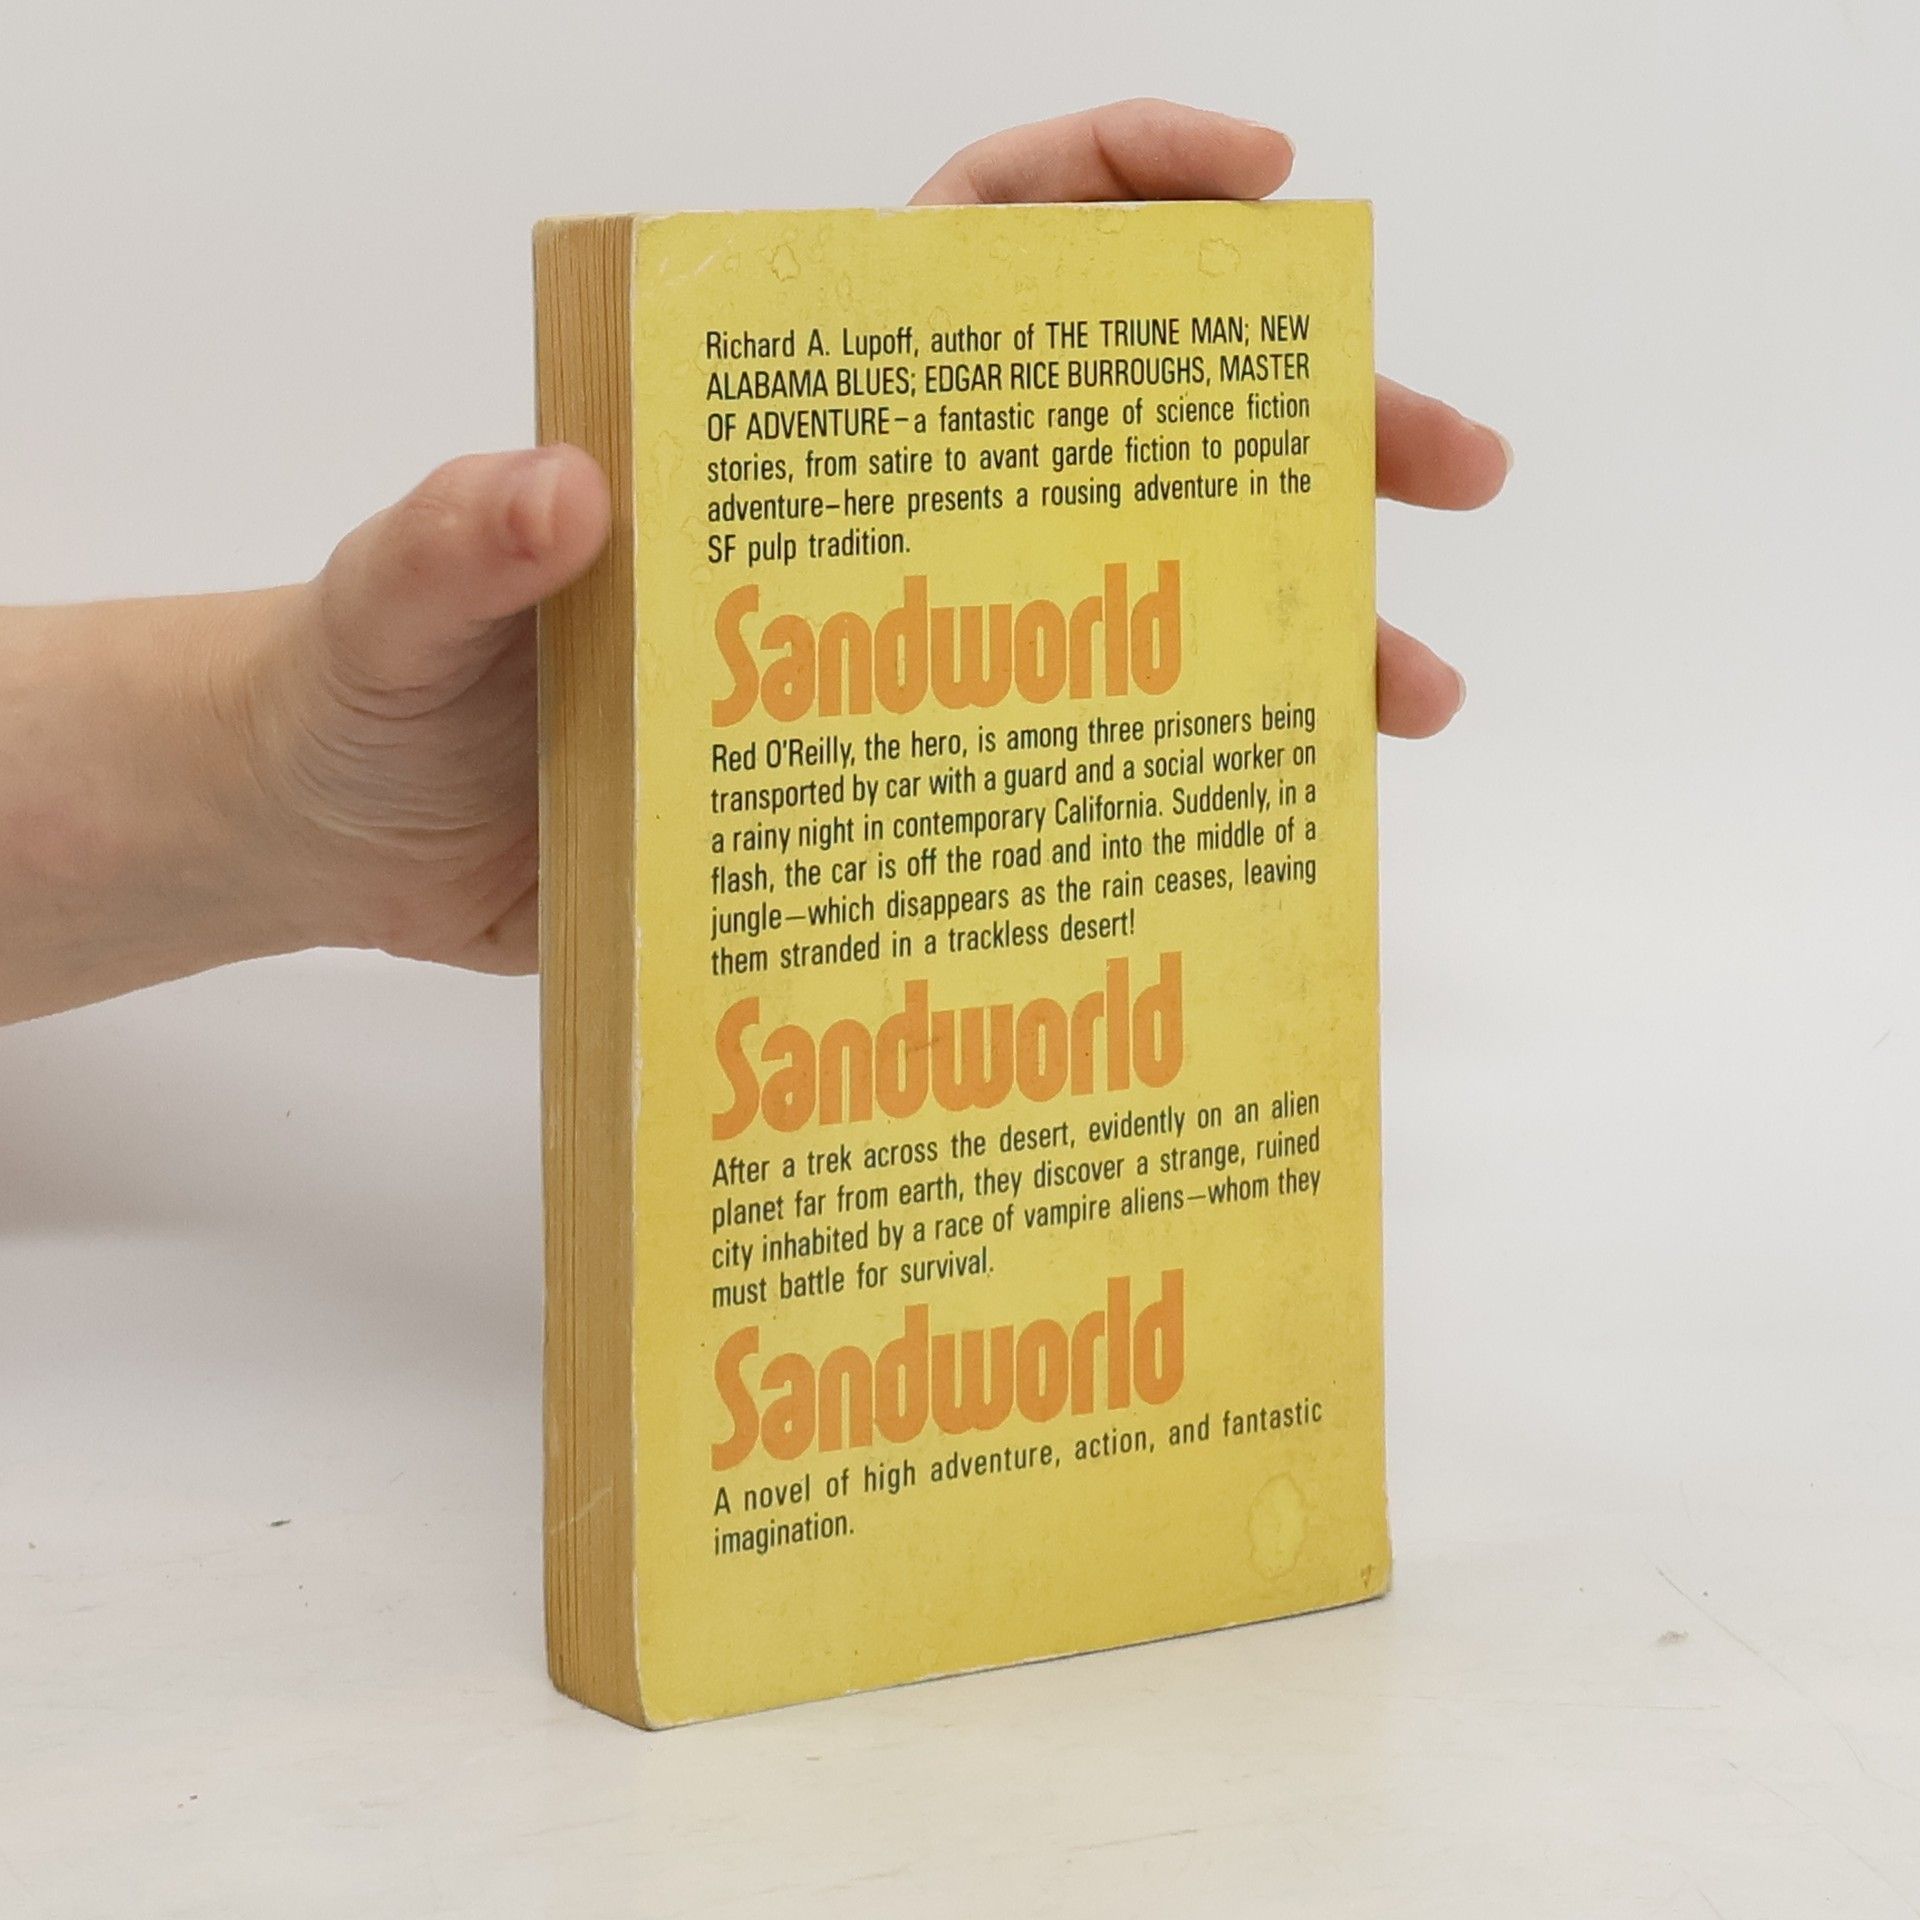 Richard A. Lupoff, author of THE TRIUNE MAN; NEW
ALABAMA BLUES; EDGAR RICE BURROUGHS, MASTER
OF ADVENTURE–a fantastic range of science fiction
stories, from satire to avant garde fiction to popular
adventure–here presents a rousing adventure in the
SF pulp tradition.
Sandworld
Red O'Reilly, the hero, is among three prisoners being
transported by car with a guard and a social worker on
a rainy night in contemporary California. Suddenly, in a
flash, the car is off the road and into the middle of a
jungle—which disappears as the rain ceases, leaving
them stranded in a trackless desert!
Sandworld
After a trek across the desert, evidently on an alien
planet far from earth, they discover a strange, ruined
city inhabited by a race of vampire aliens—whom they
must battle for survival.
Sandworld
A novel of high adventure, action, and fantastic
imagination.